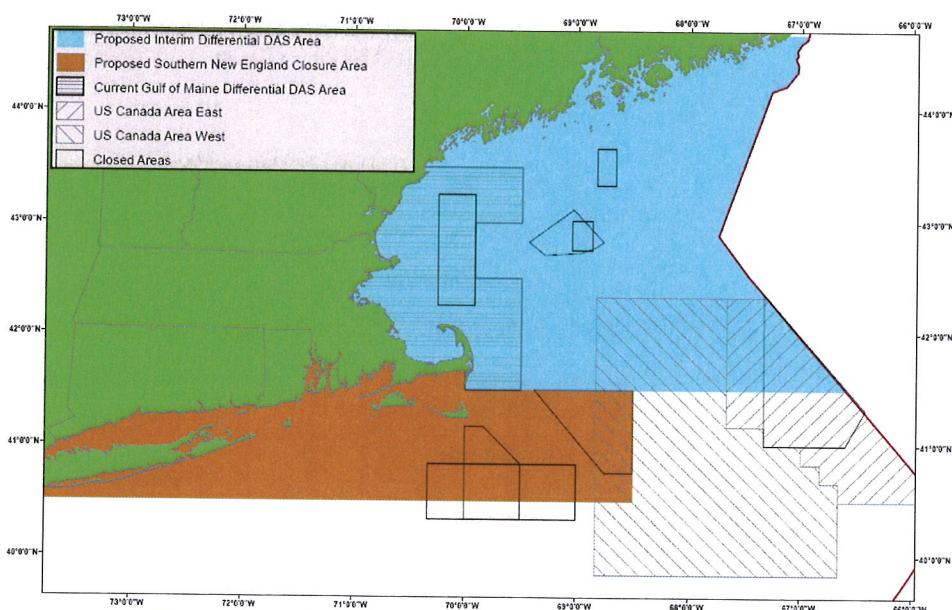 73°0'0"W 72°0'0"W 71°0'0"W 70°0'0"W 69°0'0"W 68°0'0"W 67°0'0"W 66°0'0"W
Proposed Interim Differential DAS Area
Proposed Southern New England Closure Area
Current Gulf of Maine Differential DAS Area
US Canada Area East
US Canada Area West
Closed Areas
44°0'0"N 44°0'0"N
43°0'0"N 43°0'0"N
42°0'0"N 42°0'0"N
41°0'0"N 41°0'0"N
40°0'0"N 40°0'0"N
73°0'0"W 72°0'0"W 71°0'0"W 70°0'0"W 69°0'0"W 68°0'0"W 67°0'0"W 66°0'0"W